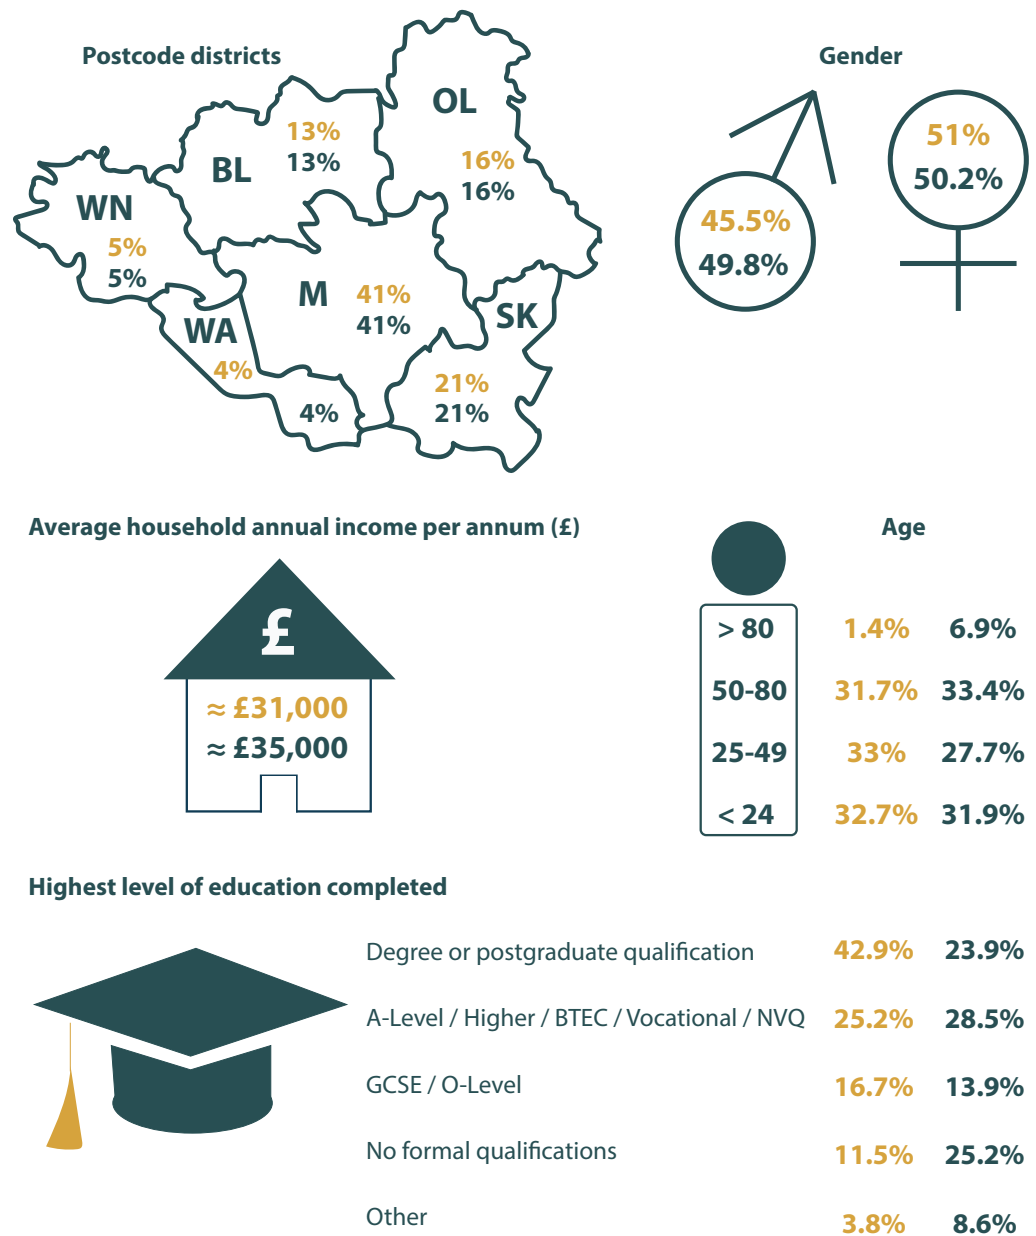 Postcode districts
OL
16%
16%
BL
13%
13%
WN
5%
5%
M
41%
41%
WA
4%
4%
SK
21%
21%
Gender
45.5%
49.8%
51%
50.2%
Average household annual income per annum (£)
£
≈ £31,000
≈ £35,000
Age
> 80 1.4% 6.9%
50-80 31.7% 33.4%
25-49 33% 27.7%
< 24 32.7% 31.9%
Highest level of education completed
Degree or postgraduate qualification 42.9% 23.9%
A-Level / Higher / BTEC / Vocational / NVQ 25.2% 28.5%
GCSE / O-Level 16.7% 13.9%
No formal qualifications 11.5% 25.2%
Other 3.8% 8.6%